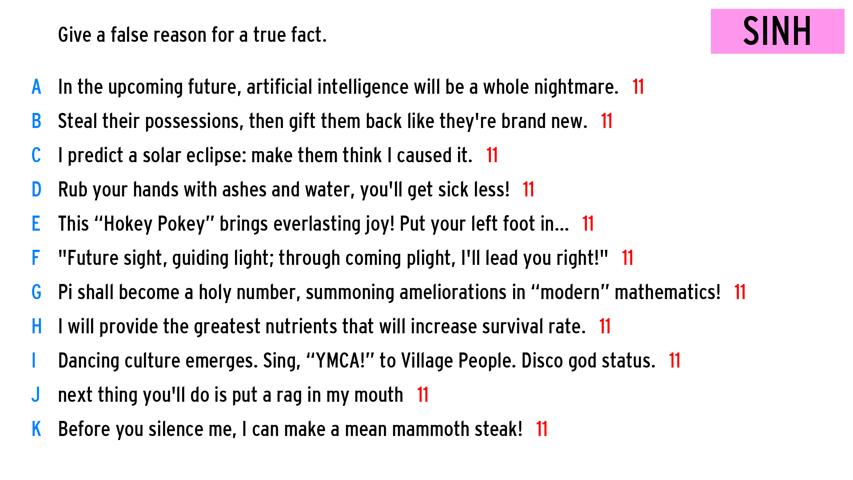 Give a false reason for a true fact.
SINH
A In the upcoming future, artificial intelligence will be a whole nightmare. 11
B Steal their possessions, then gift them back like they're brand new. 11
C I predict a solar eclipse: make them think I caused it. 11
D Rub your hands with ashes and water, you'll get sick less! 11
E This “Hokey Pokey” brings everlasting joy! Put your left foot in... 11
F "Future sight, guiding light; through coming plight, I'll lead you right!" 11
G Pi shall become a holy number, summoning ameliorations in “modern” mathematics! 11
H I will provide the greatest nutrients that will increase survival rate. 11
I Dancing culture emerges. Sing, “YMCA!” to Village People. Disco god status. 11
J next thing you'll do is put a rag in my mouth 11
K Before you silence me, I can make a mean mammoth steak! 11